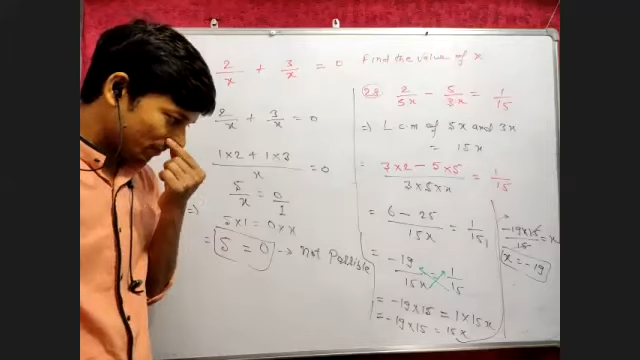 2/x + 3/x = 0 Find the value of x
2/x + 3/x = 0
(1×2 + 1×3)/x = 0
⇒ 5/x = 0/1
5×1 = 0×x
= 5 = 0 → Not Possible
28 2/5x − 5/3x = 1/15
⇒ L cm of 5x and 3x
= 15x
= (3×2 − 5×5)/(3×5×x) = 1/15
= (6 − 25)/15x = 1/15
= −19/15x 1/15
= −19×15 = 1×15x
= −19×15 = 15x
→ (−19×15)/15 = x
x = −19